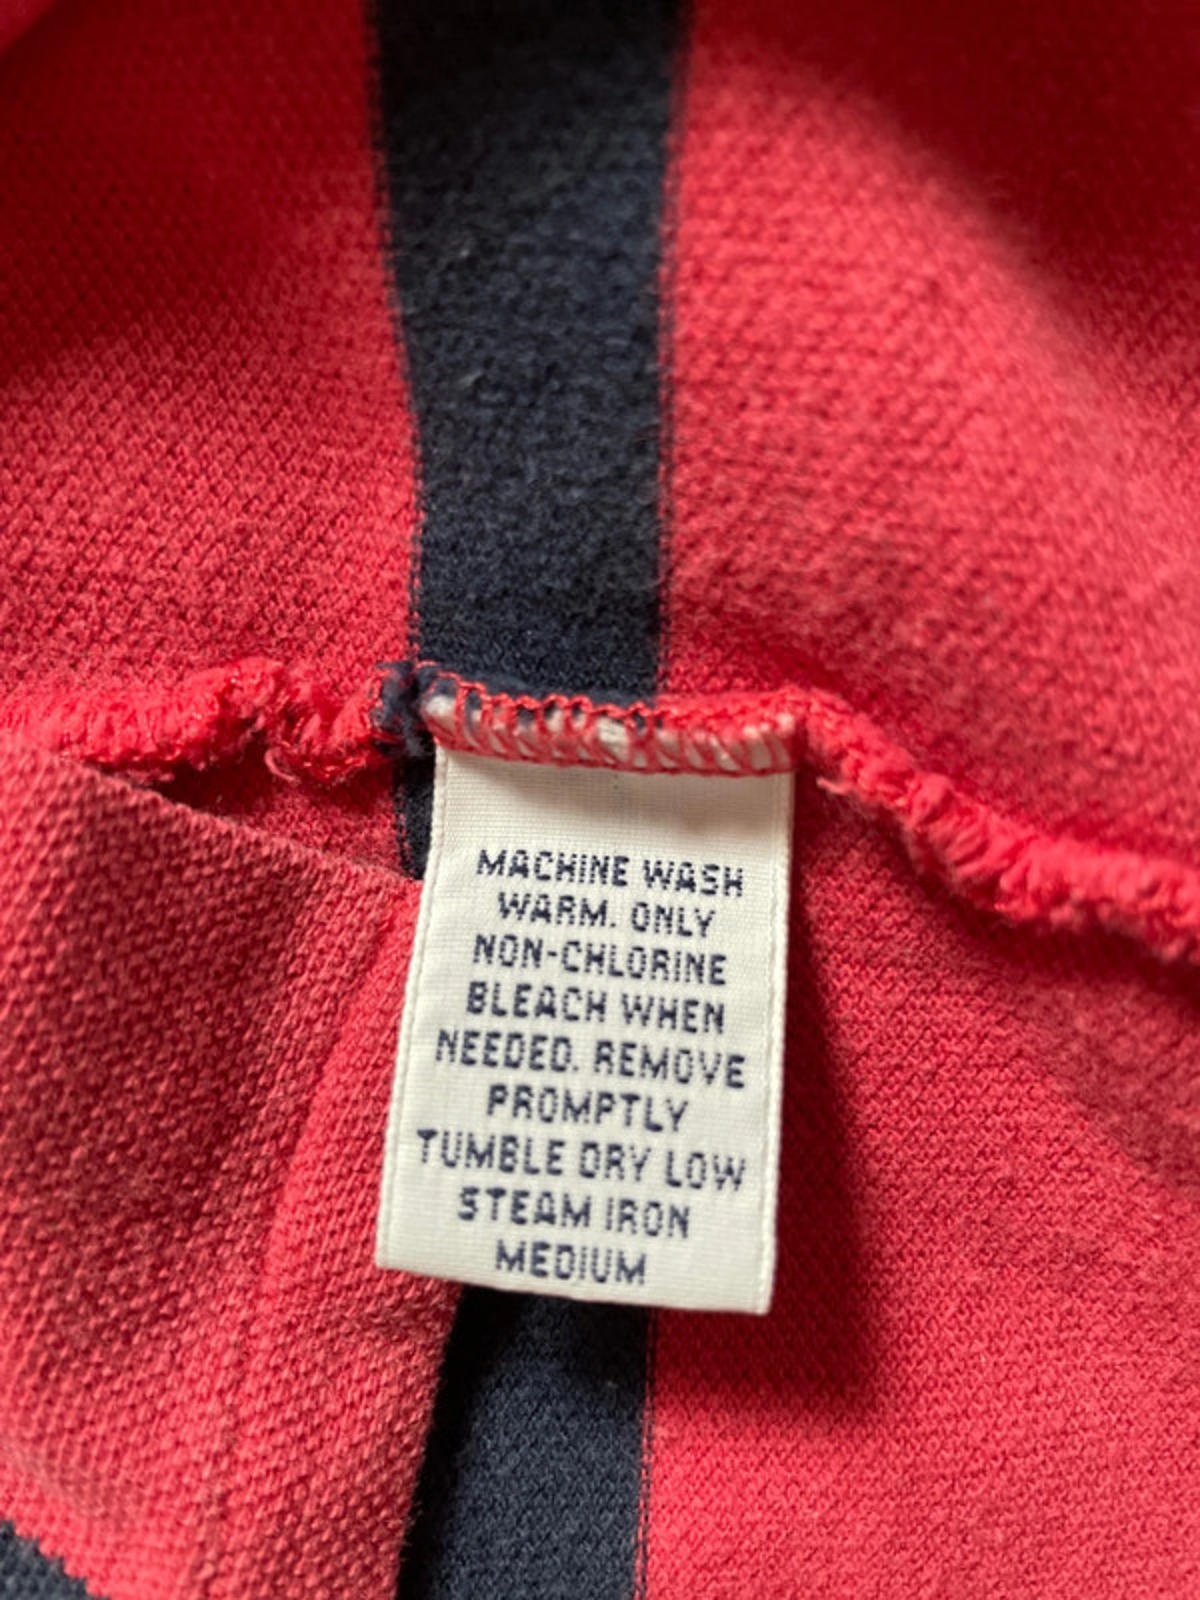 MACHINE WASH
WARM. ONLY
NON-CHLORINE
BLEACH WHEN
NEEDED. REMOVE
PROMPTLY
TUMBLE DRY LOW
STEAM IRON
MEDIUM